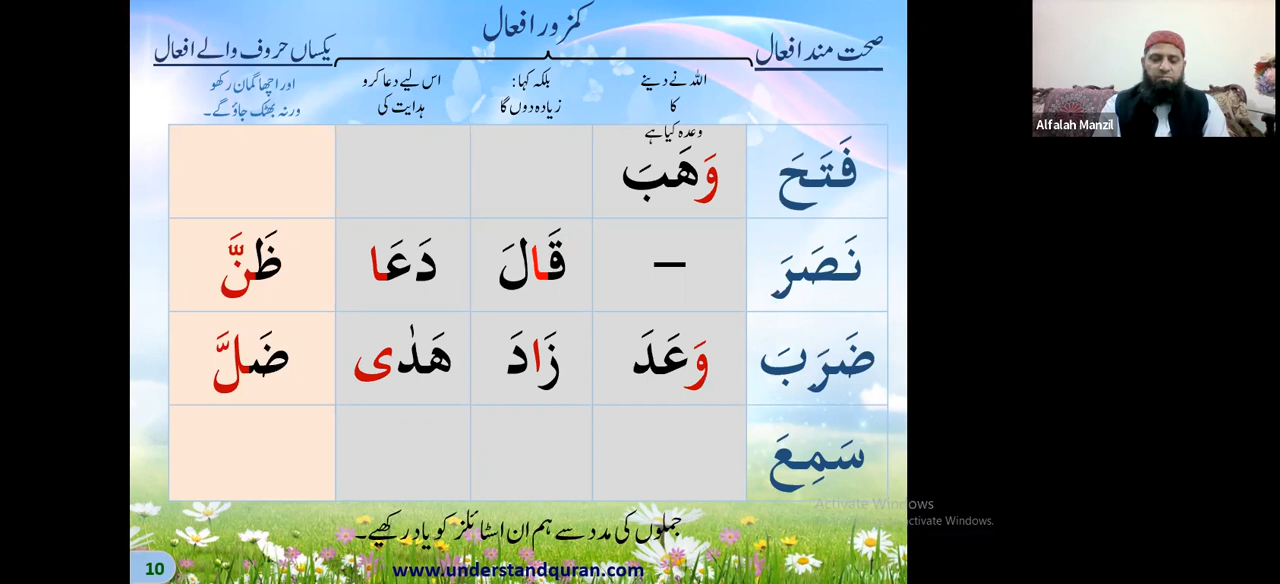 کمزور افعال
صحت مند افعال
یکساں حروف والے افعال
اللہ نے دینے
کا
وعدہ کیا ہے
بلکہ کہا:
زیادہ دوں گا
اس لیے دعا کرو
ہدایت کی
اور اچھا گمان رکھو
ورنہ بھٹک جاؤ گے۔
فَتَحَ وَهَبَ
نَصَرَ – قَالَ دَعَا ظَنَّ
ضَرَبَ وَعَدَ زَادَ هَدٰى ضَلَّ
سَمِعَ
جملوں کی مدد سے ہم ان اسٹائلز کو یاد رکھیے۔
10
www.understandquran.com
Alfalah Manzil
Activate Windows
activate Windows.